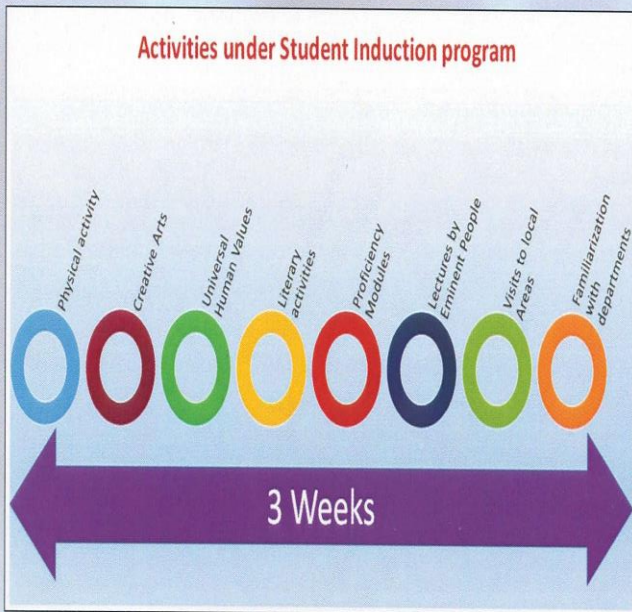 Activities under Student Induction program
Physical activity
Creative Arts
Universal
Human Values
Literary
activities
Proficiency
Modules
Lectures by
Eminent People
Visits to local
Areas
Familiarization
with
departments
3 Weeks